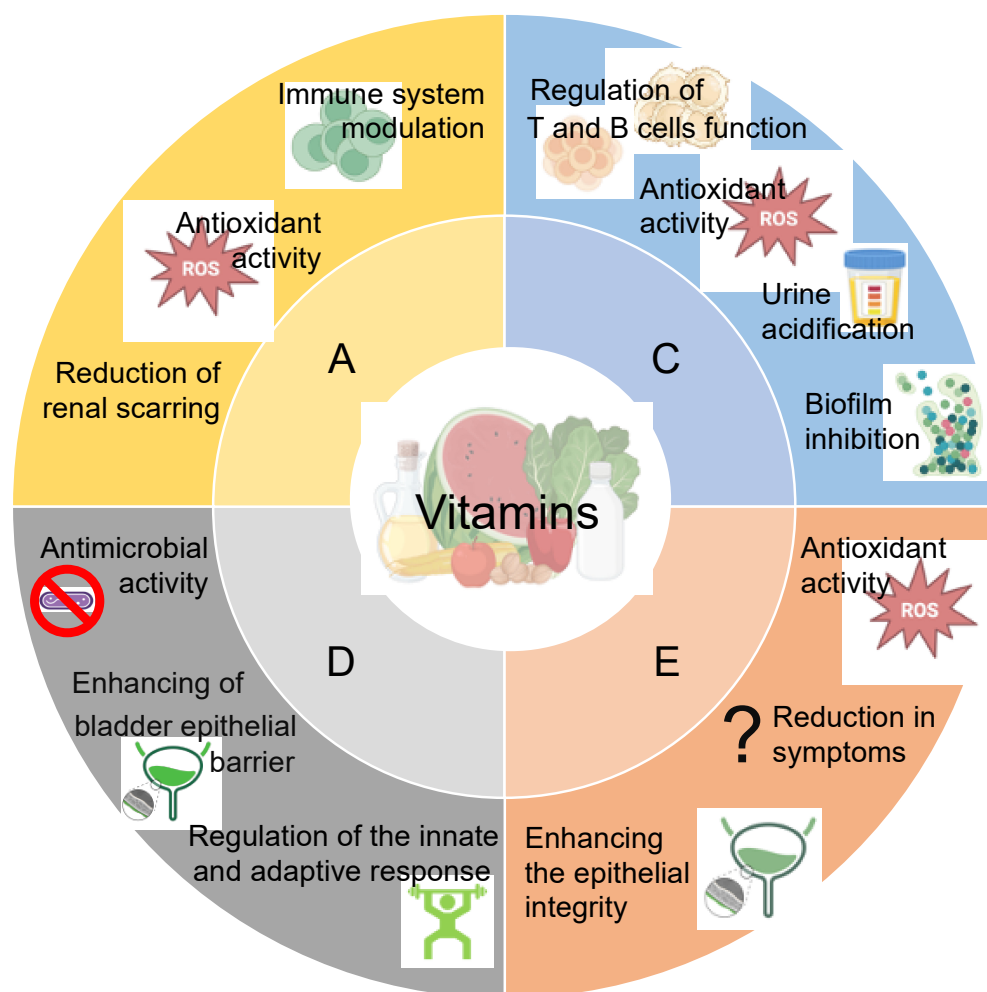 Immune system
modulation
Antioxidant
activity
ROS
Reduction of
renal scarring
A
Regulation of
T and B cells function
Antioxidant
activity
ROS
Urine
acidification
Biofilm
inhibition
C
Vitamins
Antimicrobial
activity
Enhancing of
bladder epithelial
barrier
Regulation of the innate
and adaptive response
D
Antioxidant
activity
ROS
?
Reduction in
symptoms
Enhancing
the epithelial
integrity
E